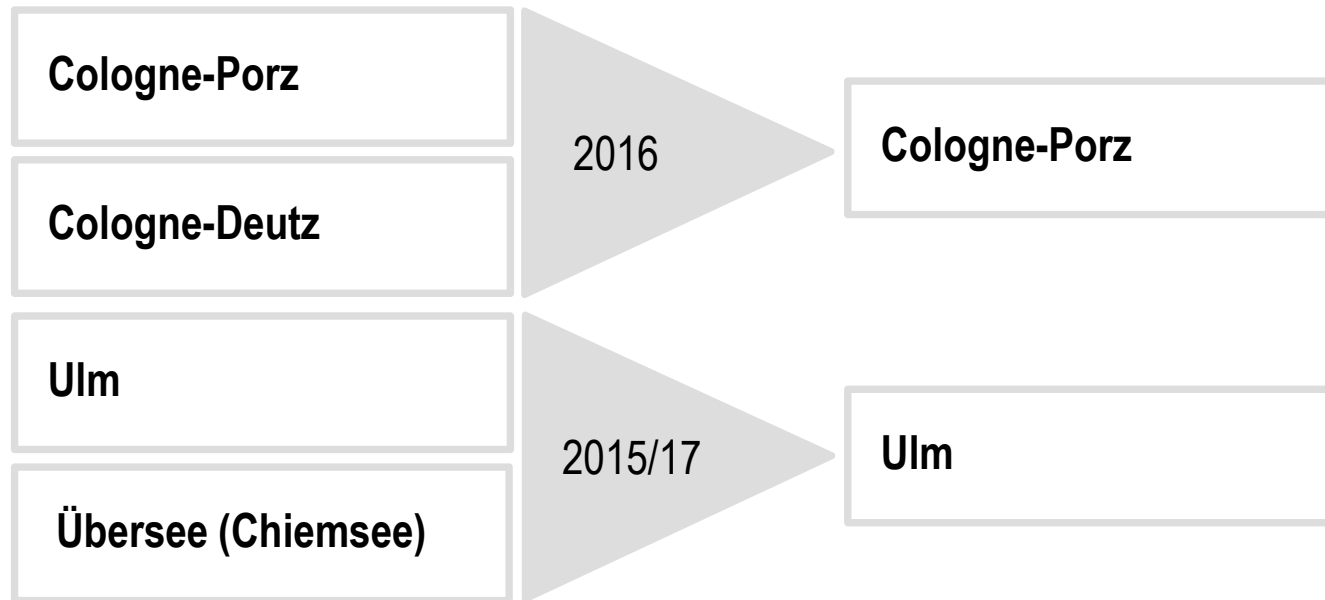 Cologne-Porz
Cologne-Deutz
2016
Cologne-Porz
Ulm
Übersee (Chiemsee)
2015/17
Ulm